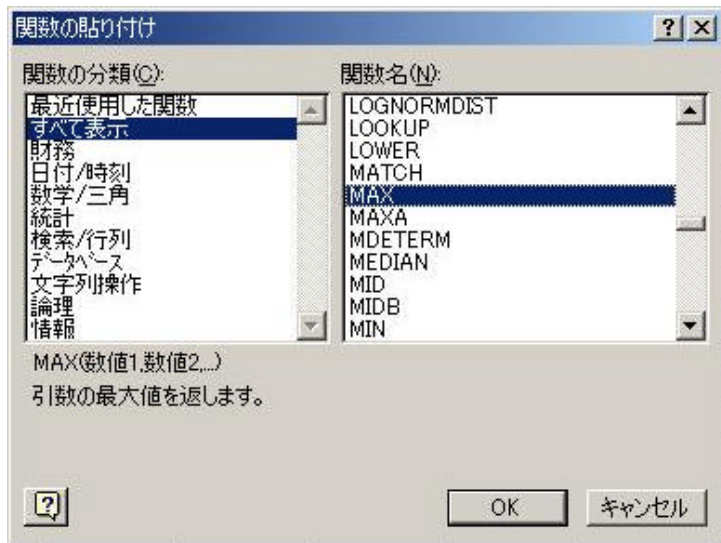 関数の貼り付け
関数の分類(C):
最近使用した関数
すべて表示
財務
日付/時刻
数学/三角
統計
検索/行列
データベース
文字列操作
論理
情報
関数名(N):
LOGNORMDIST
LOOKUP
LOWER
MATCH
MAX
MAXA
MDETERM
MEDIAN
MID
MIDB
MIN
MAX(数値1,数値2,...)
引数の最大値を返します。
OK
キャンセル